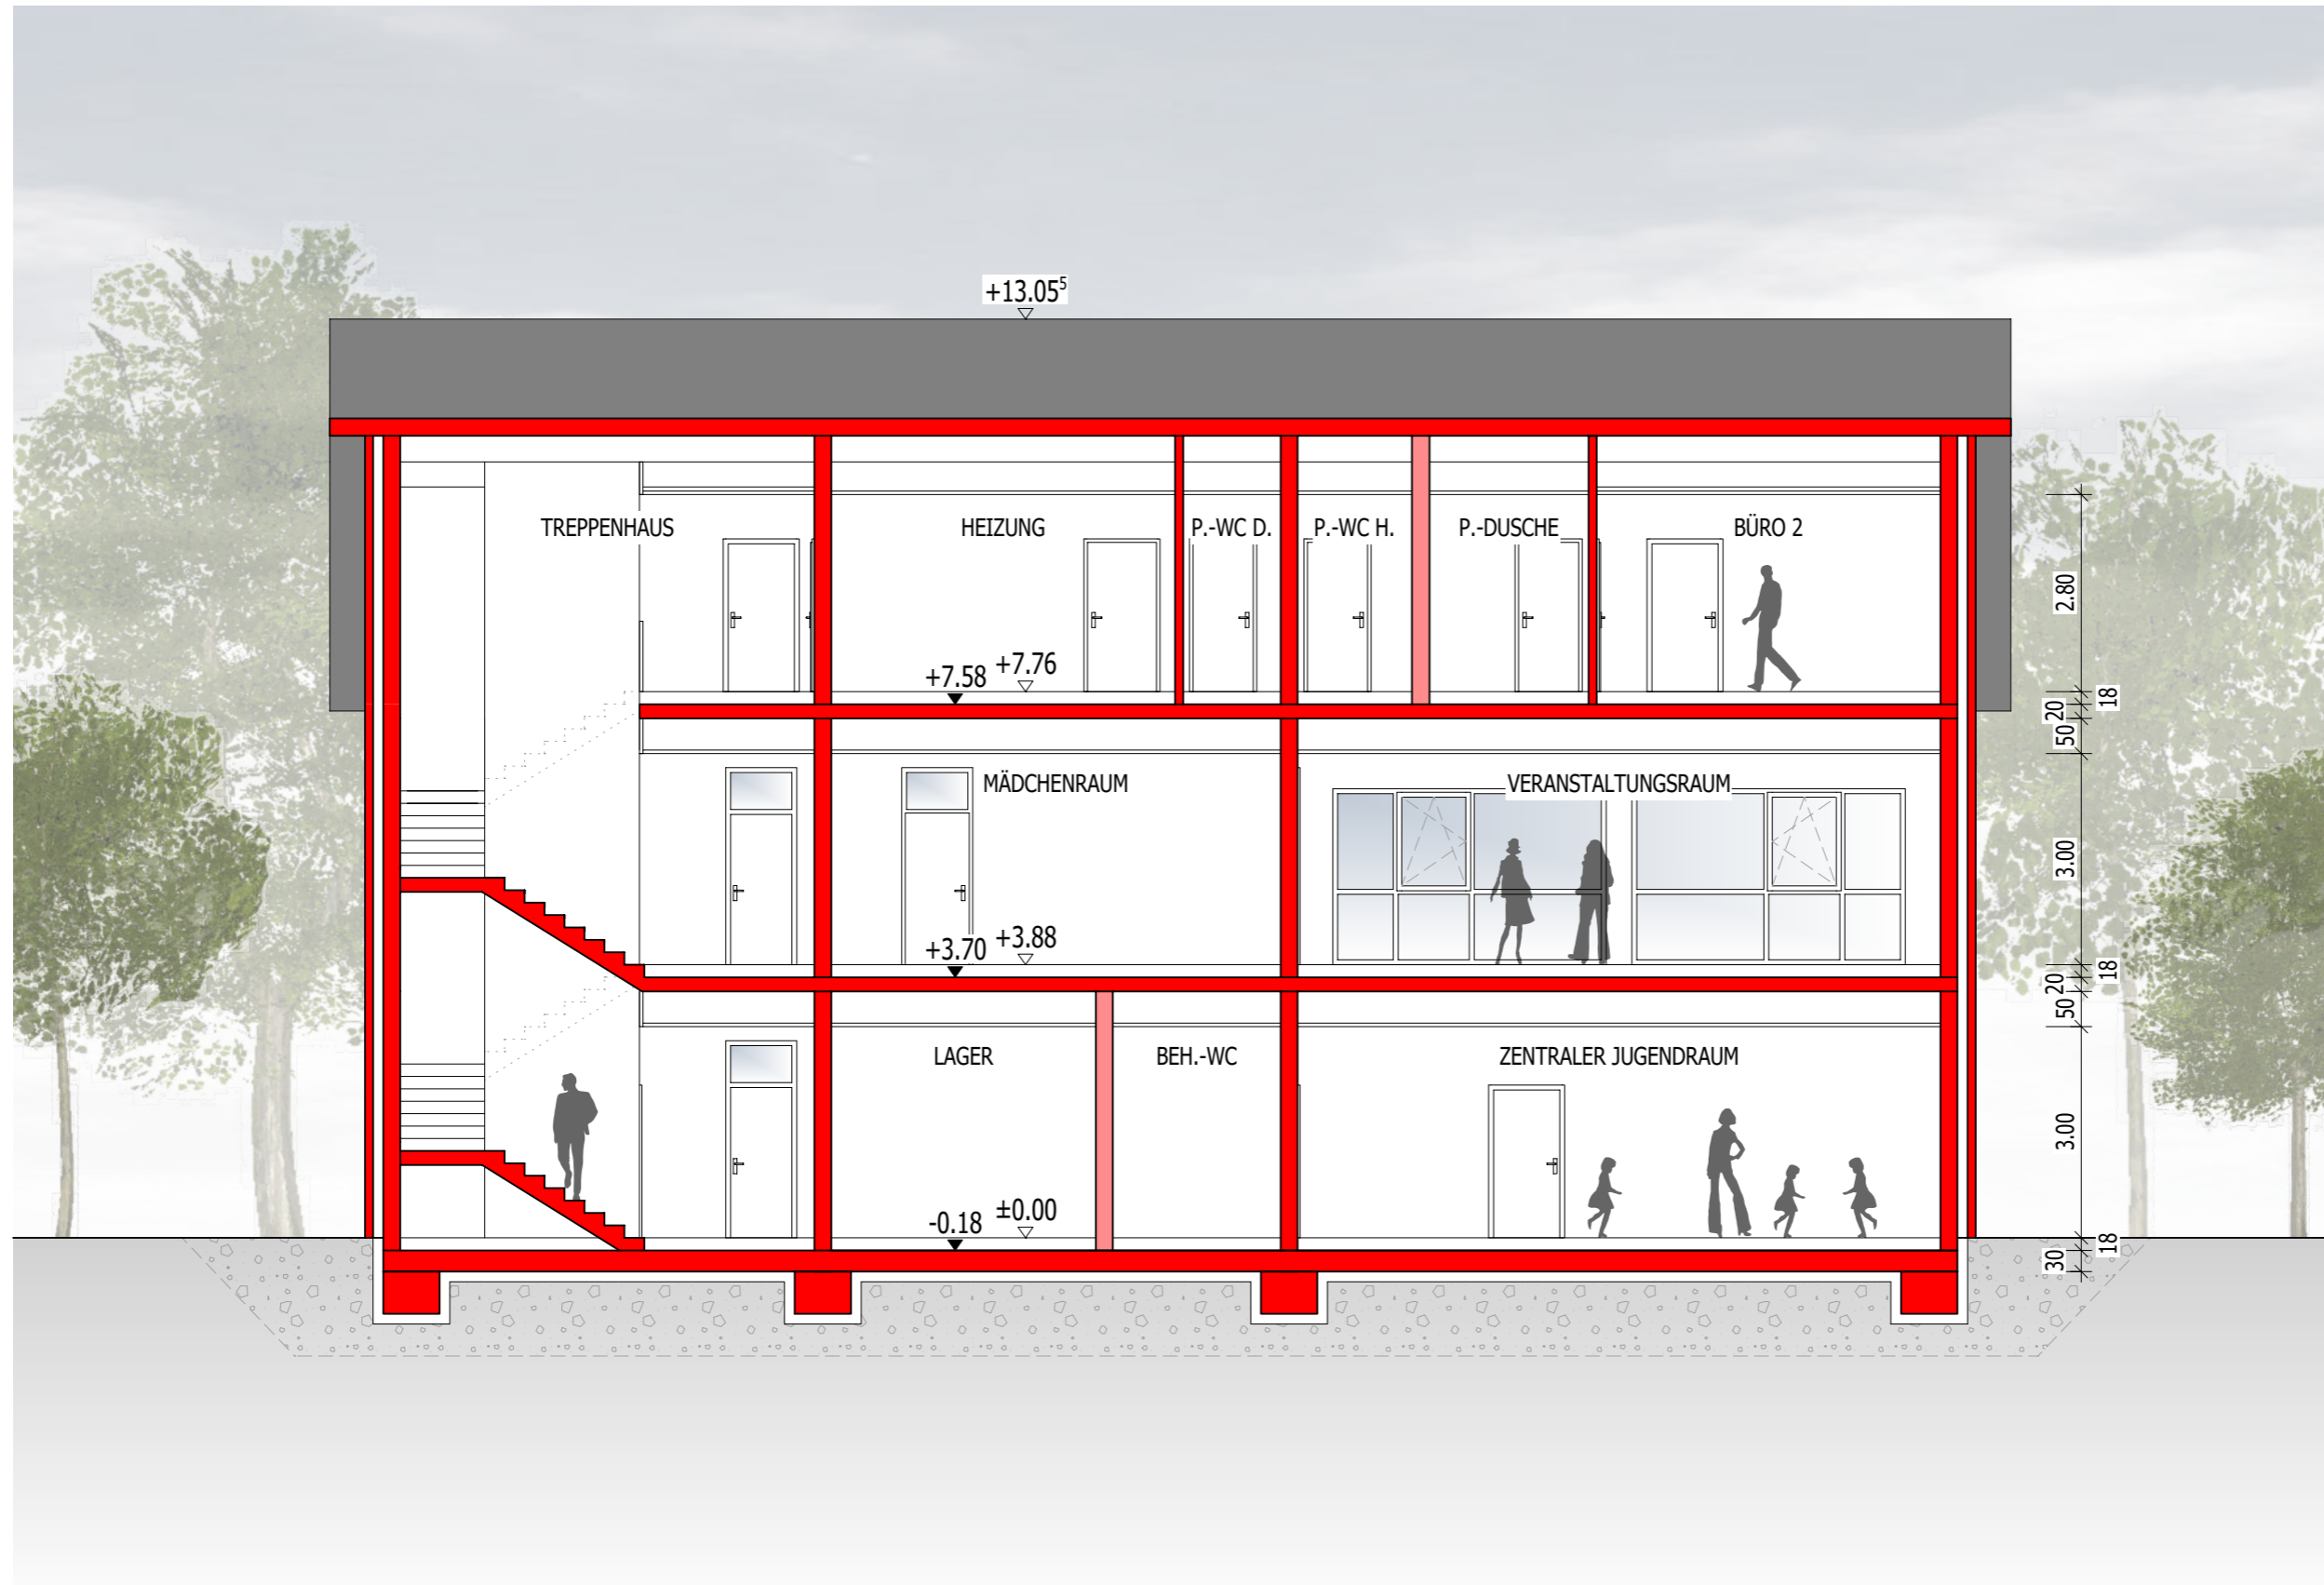 +13.05⁵
TREPPENHAUS
HEIZUNG
P.-WC D.
P.-WC H.
P.-DUSCHE
BÜRO 2
2.80
+7.58
+7.76
18
20
50
MÄDCHENRAUM
VERANSTALTUNGSRAUM
3.00
+3.70
+3.88
18
20
50
LAGER
BEH.-WC
ZENTRALER JUGENDRAUM
3.00
-0.18
±0.00
18
30